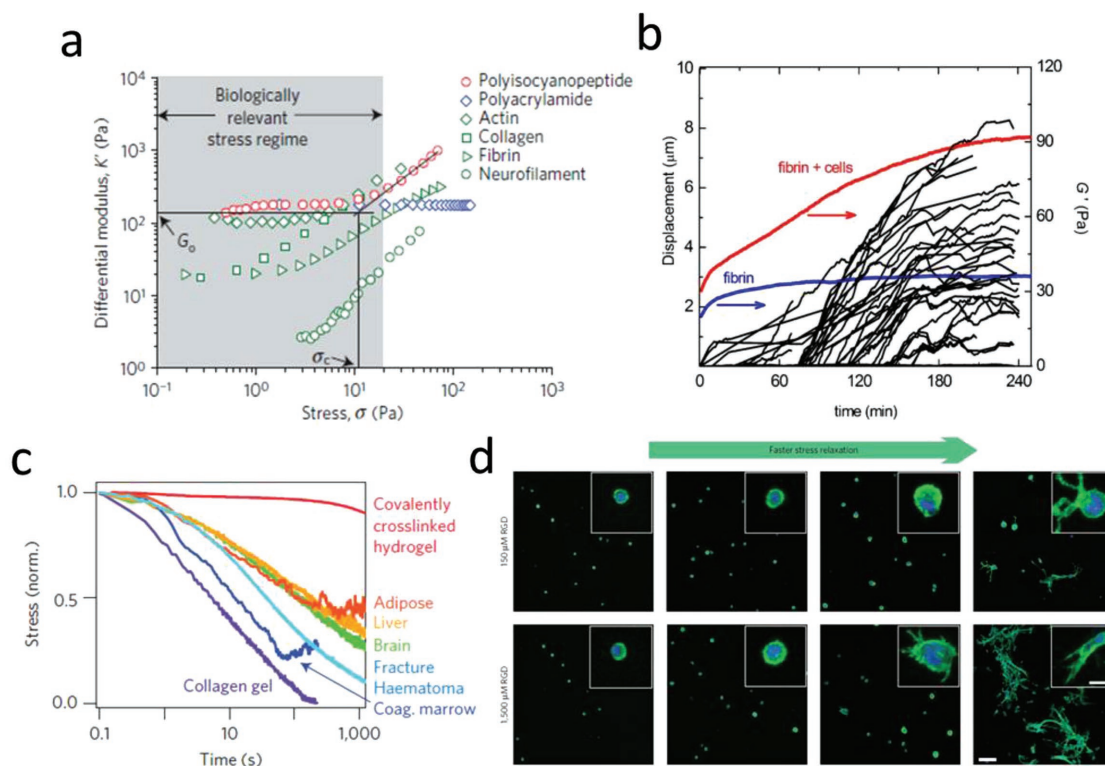 a
10⁴
10³
10²
10¹
10⁰
Differential modulus, K′ (Pa)
Biologically
relevant
stress regime
G₀
σc
10⁻¹
10⁰
10¹
10²
10³
Stress, σ (Pa)
Polyisocyanopeptide
Polyacrylamide
Actin
Collagen
Fibrin
Neurofilament
b
10
8
6
4
2
Displacement (μm)
fibrin + cells
fibrin
120
90
60
30
0
G' (Pa)
0
60
120
180
240
time (min)
c
1.0
0.5
0.0
Stress (norm.)
Covalently
crosslinked
hydrogel
Adipose
Liver
Brain
Fracture
Haematoma
Coag. marrow
Collagen gel
0.1
10
1,000
Time (s)
d
Faster stress relaxation
150 μM RGD
1,500 μM RGD